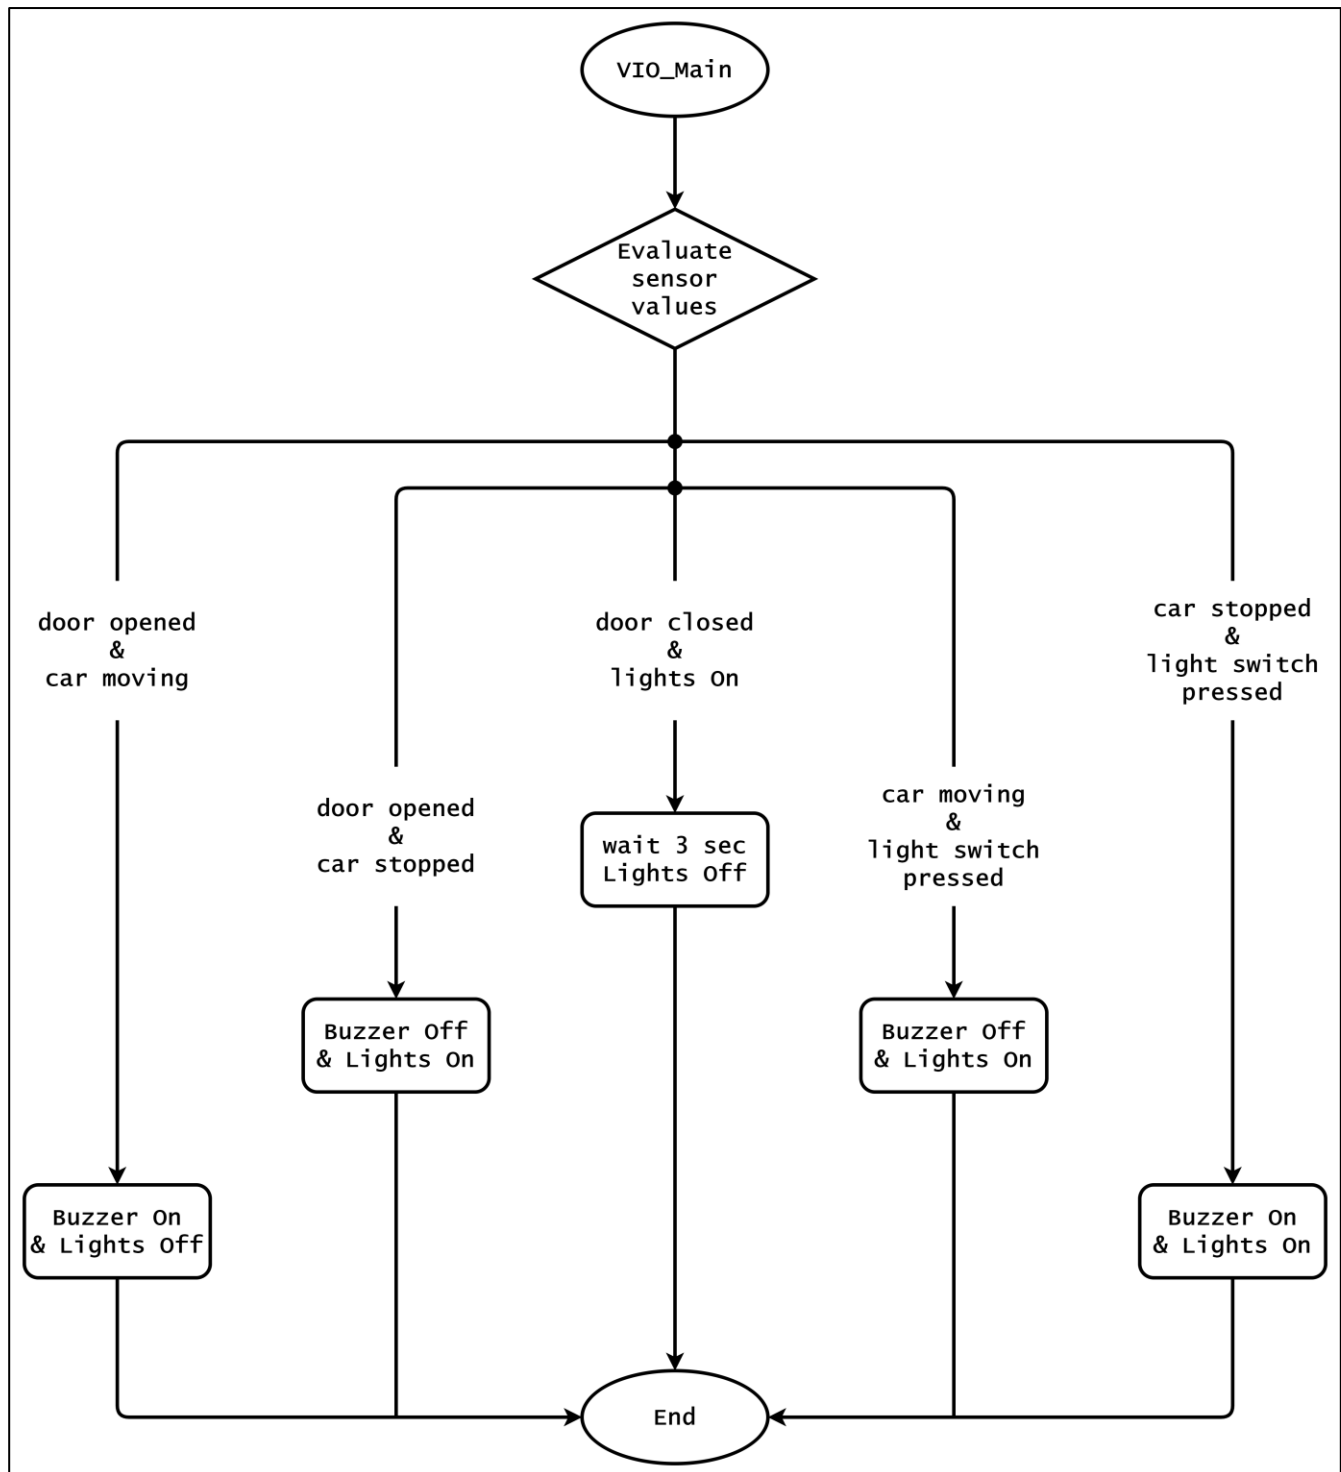 VIO_Main
Evaluate
sensor
values
door opened
&
car moving
door opened
&
car stopped
door closed
&
lights On
car moving
&
light switch
pressed
car stopped
&
light switch
pressed
wait 3 sec
Lights Off
Buzzer Off
& Lights On
Buzzer Off
& Lights On
Buzzer On
& Lights Off
Buzzer On
& Lights On
End